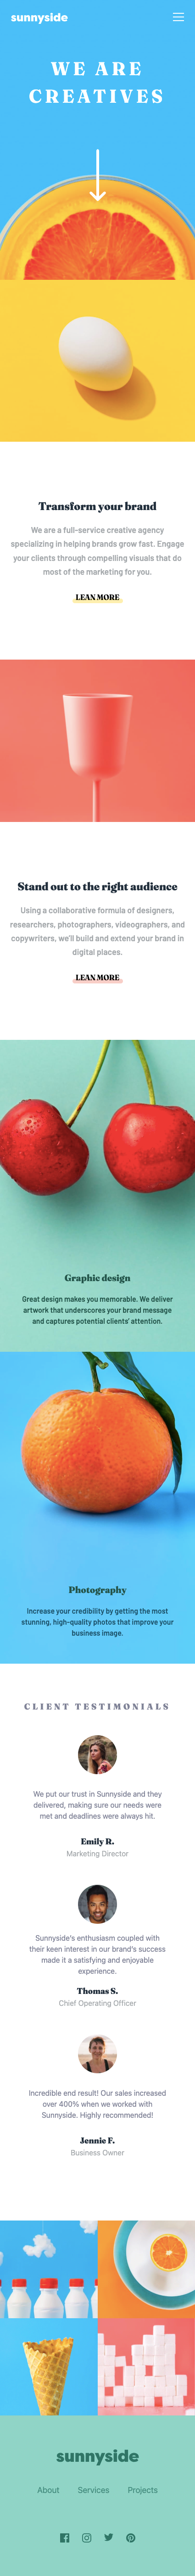 sunnyside
WE ARE
CREATIVES
Transform your brand
We are a full-service creative agency
specializing in helping brands grow fast. Engage
your clients through compelling visuals that do
most of the marketing for you.
LEAN MORE
Stand out to the right audience
Using a collaborative formula of designers,
researchers, photographers, videographers, and
copywriters, we'll build and extend your brand in
digital places.
LEAN MORE
Graphic design
Great design makes you memorable. We deliver
artwork that underscores your brand message
and captures potential clients' attention.
Photography
Increase your credibility by getting the most
stunning, high-quality photos that improve your
business image.
CLIENT TESTIMONIALS
We put our trust in Sunnyside and they
delivered, making sure our needs were
met and deadlines were always hit.
Emily R.
Marketing Director
Sunnyside's enthusiasm coupled with
their keen interest in our brand's success
made it a satisfying and enjoyable
experience.
Thomas S.
Chief Operating Officer
Incredible end result! Our sales increased
over 400% when we worked with
Sunnyside. Highly recommended!
Jennie F.
Business Owner
sunnyside
About Services Projects